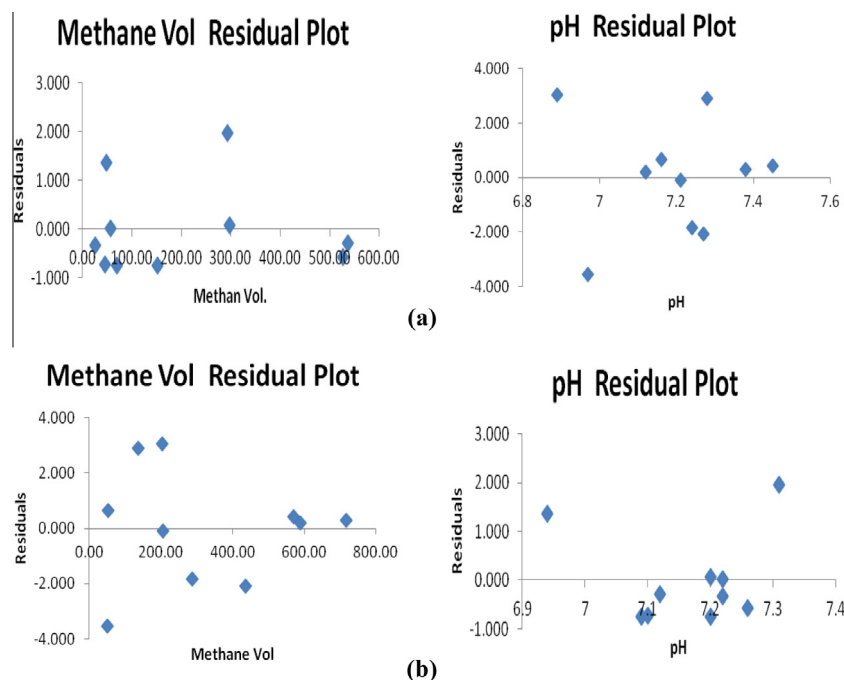 Methane Vol Residual Plot
3.000
2.000
1.000
0.000
-1.000
0.00 100.00 200.00 300.00 400.00 500.00 600.00
Residuals
Methan Vol.
pH Residual Plot
4.000
2.000
0.000
-2.000
-4.000
6.8 7 7.2 7.4 7.6
Residuals
pH
(a)
Methane Vol Residual Plot
4.000
2.000
0.000
-2.000
-4.000
0.00 200.00 400.00 600.00 800.00
Residuals
Methane Vol
pH Residual Plot
3.000
2.000
1.000
0.000
-1.000
6.9 7 7.1 7.2 7.3 7.4
Residuals
pH
(b)